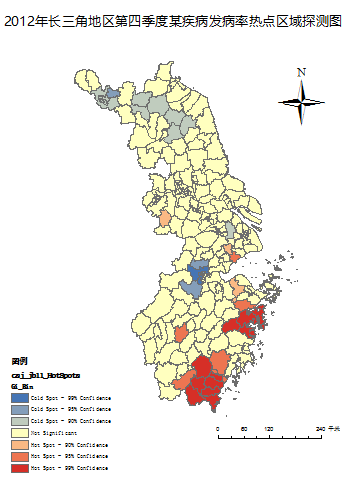 2012年长三角地区第四季度某疾病发病率热点区域探测图
N
图例
csj_jb11_HotSpots
Gi_Bin
Cold Spot - 99% Confidence
Cold Spot - 95% Confidence
Cold Spot - 90% Confidence
Not Significant
Hot Spot - 90% Confidence
Hot Spot - 95% Confidence
Hot Spot - 99% Confidence
0 60 120 240 千米